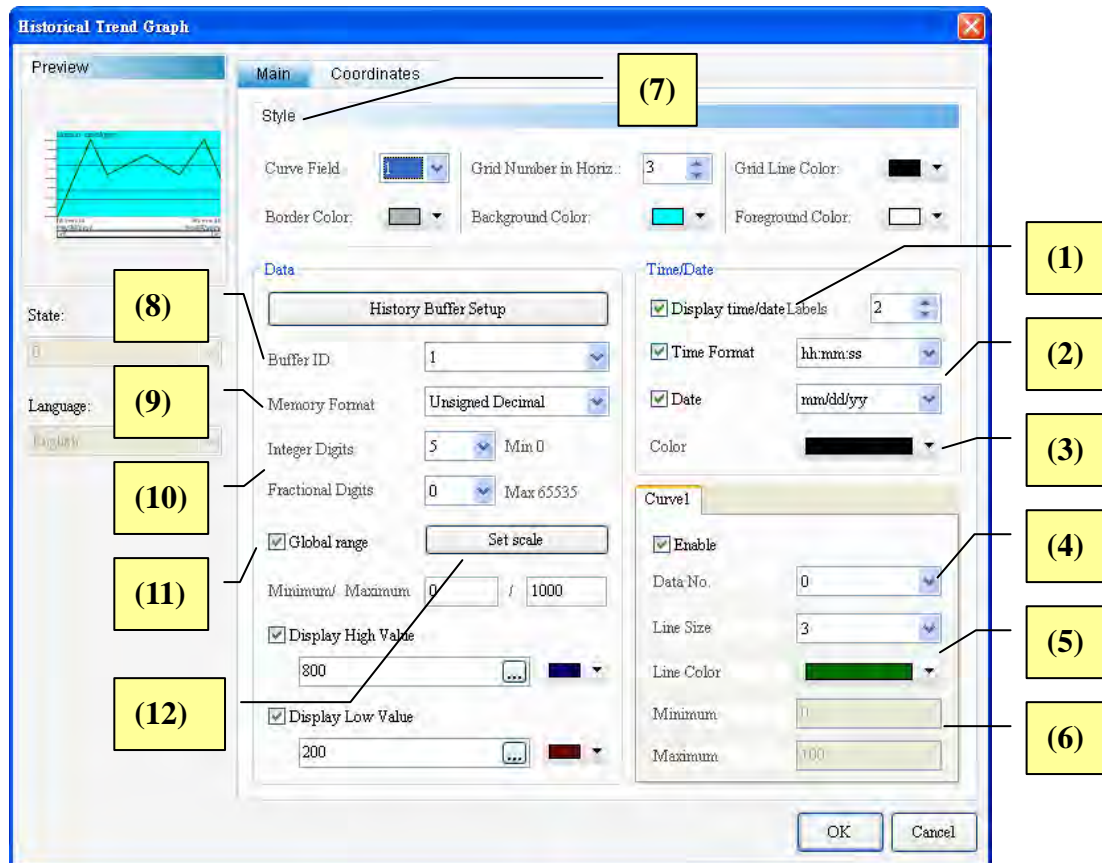 Historical Trend Graph
Preview
Main Coordinates
(7)
Style
Curve Field 1 Grid Number in Horiz.: 3 Grid Line Color:
Border Color: Background Color: Foreground Color:
State:
0
Language:
English
(8)
(9)
(10)
(11)
(12)
Data
History Buffer Setup
Buffer ID 1
Memory Format Unsigned Decimal
Integer Digits 5 Min 0
Fractional Digits 0 Max 65535
Global range Set scale
Minimum/ Maximum 0 / 1000
Display High Value
800 ...
Display Low Value
200 ...
Time/Date
Display time/date Labels 2
Time Format hh:mm:ss
Date mm/dd/yy
Color
Curve1
Enable
Data No. 0
Line Size 3
Line Color
Minimum 0
Maximum 100
(1)
(2)
(3)
(4)
(5)
(6)
OK Cancel